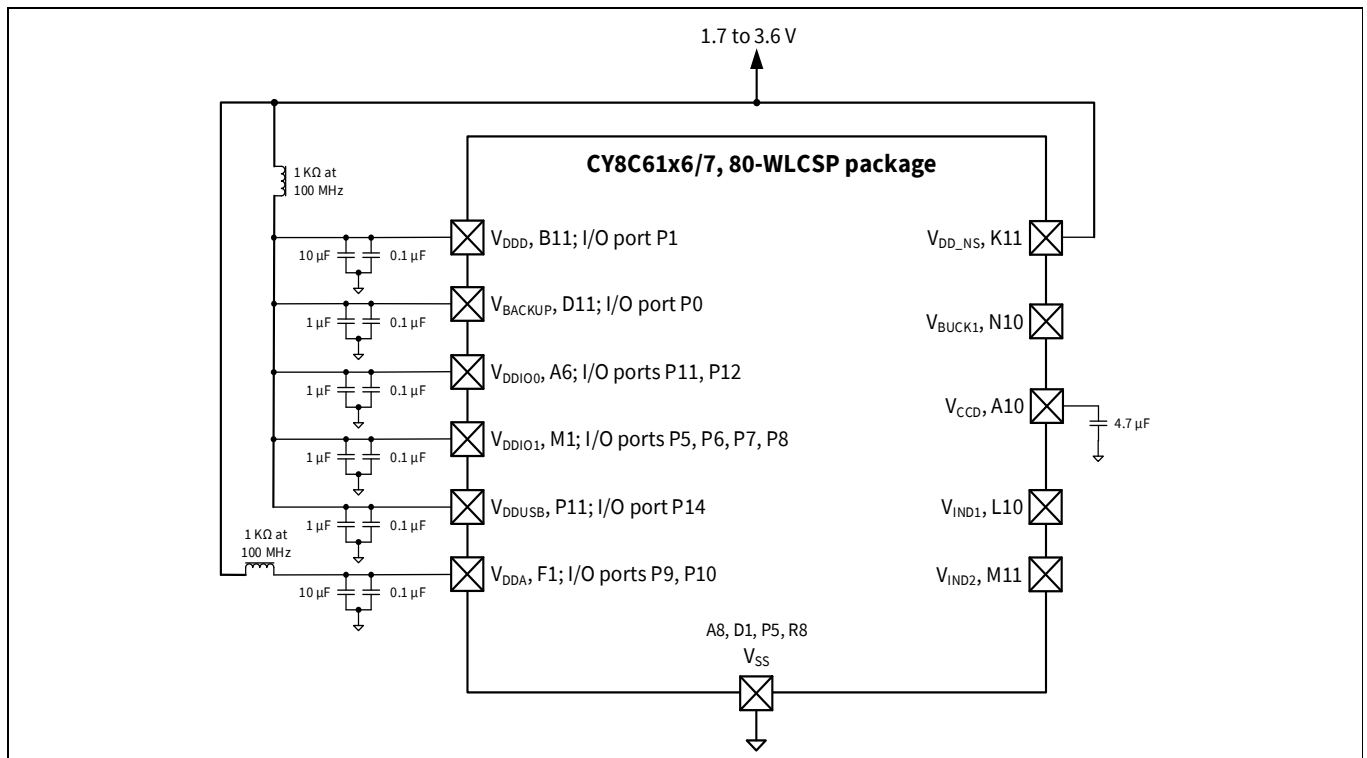 1.7 to 3.6 V
CY8C61x6/7, 80-WLCSP package
1 KΩ at
100 MHz
10 µF
0.1 µF
VDDD, B11; I/O port P1
VDD_NS, K11
1 µF
0.1 µF
VBACKUP, D11; I/O port P0
VBUCK1, N10
1 µF
0.1 µF
VDDIO0, A6; I/O ports P11, P12
VCCD, A10
4.7 µF
1 µF
0.1 µF
VDDIO1, M1; I/O ports P5, P6, P7, P8
1 µF
0.1 µF
VDDUSB, P11; I/O port P14
VIND1, L10
1 KΩ at
100 MHz
10 µF
0.1 µF
VDDA, F1; I/O ports P9, P10
VIND2, M11
A8, D1, P5, R8
VSS